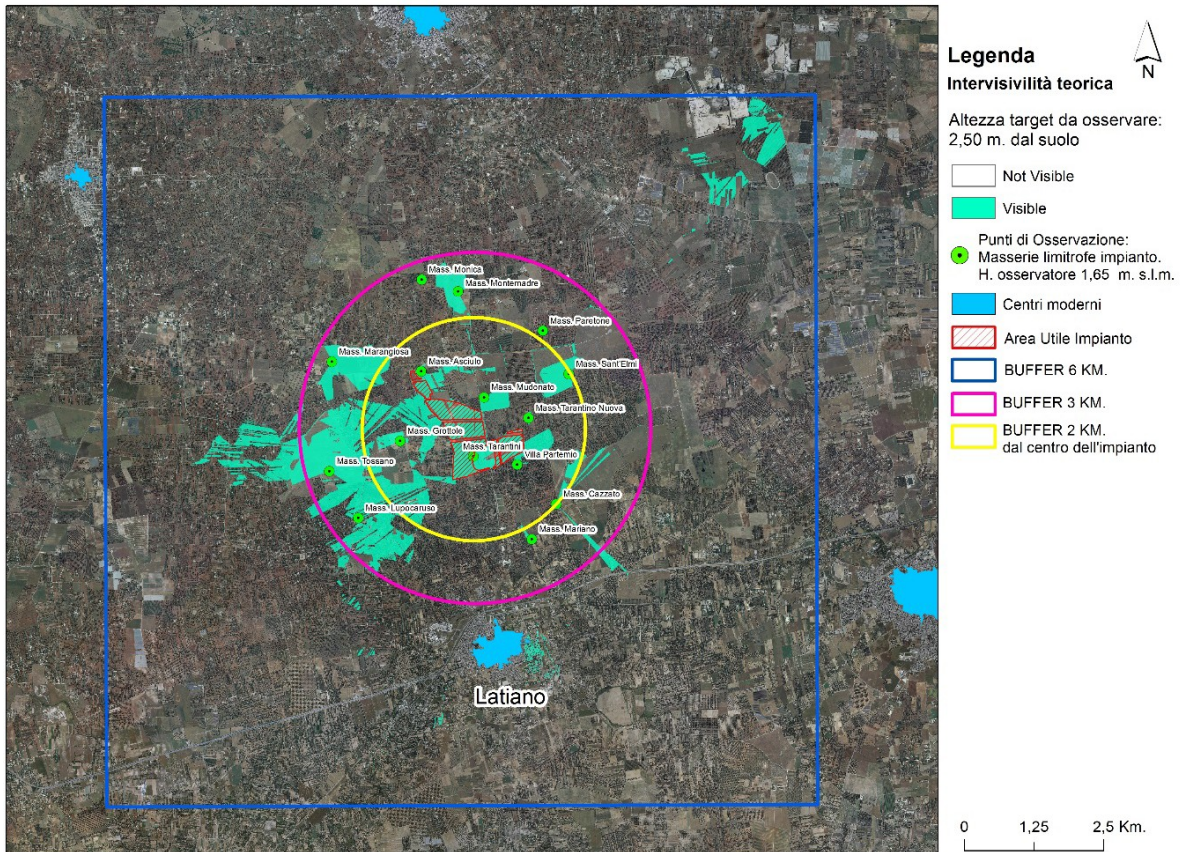 Mass. Monica
Mass. Montemadre
Mass. Paretone
Mass. Marangiosa
Mass. Asciulo
Mass. Sant'Elmi
Mass. Mudonato
Mass. Tarantino Nuova
Mass. Grottole
Mass. Tarantini
Villa Partemio
Mass. Tossano
Mass. Cazzato
Mass. Lupocaruso
Mass. Mariano
Latiano
Legenda
N
Intervisivilità teorica
Altezza target da osservare:
2,50 m. dal suolo
Not Visible
Visible
Punti di Osservazione:
Masserie limitrofe impianto.
H. osservatore 1,65 m. s.l.m.
Centri moderni
Area Utile Impianto
BUFFER 6 KM.
BUFFER 3 KM.
BUFFER 2 KM.
dal centro dell'impianto
0 1,25 2,5 Km.